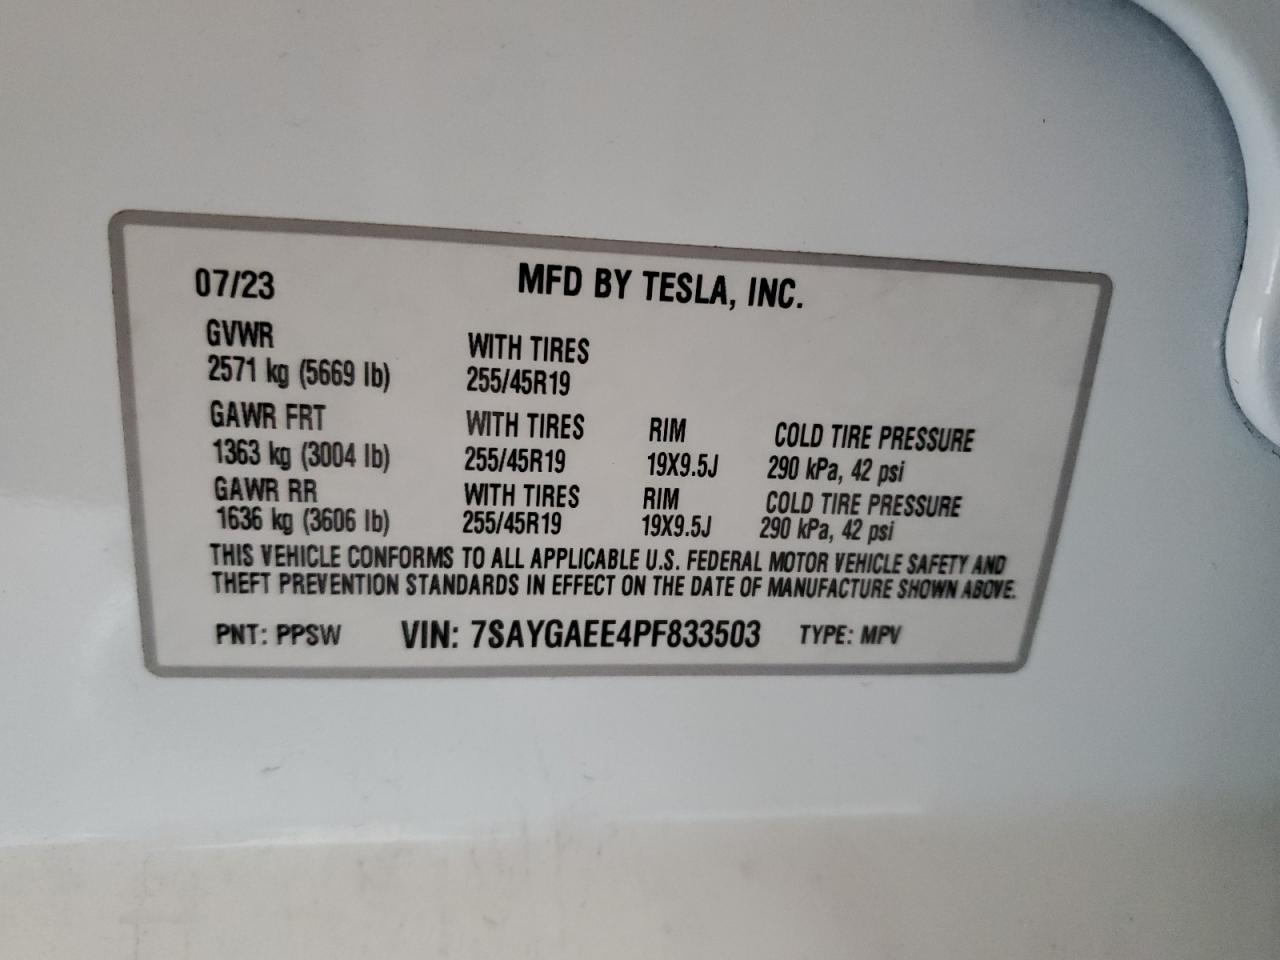 07/23 MFD BY TESLA, INC.
GVWR WITH TIRES
2571 kg (5669 lb) 255/45R19
GAWR FRT WITH TIRES RIM COLD TIRE PRESSURE
1363 kg (3004 lb) 255/45R19 19X9.5J 290 kPa, 42 psi
GAWR RR WITH TIRES RIM COLD TIRE PRESSURE
1636 kg (3606 lb) 255/45R19 19X9.5J 290 kPa, 42 psi
THIS VEHICLE CONFORMS TO ALL APPLICABLE U.S. FEDERAL MOTOR VEHICLE SAFETY AND
THEFT PREVENTION STANDARDS IN EFFECT ON THE DATE OF MANUFACTURE SHOWN ABOVE.
PNT: PPSW VIN: 7SAYGAEE4PF833503 TYPE: MPV